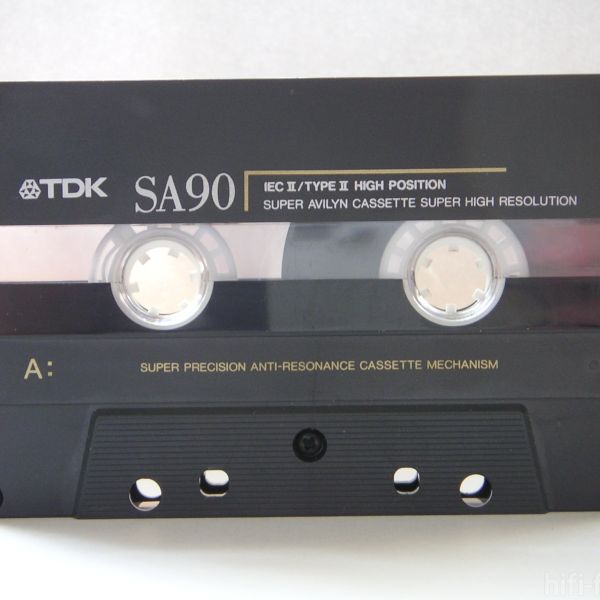 TDK SA90 IEC II/TYPE II HIGH POSITION
SUPER AVILYN CASSETTE SUPER HIGH RESOLUTION
A: SUPER PRECISION ANTI-RESONANCE CASSETTE MECHANISM
hifi-f